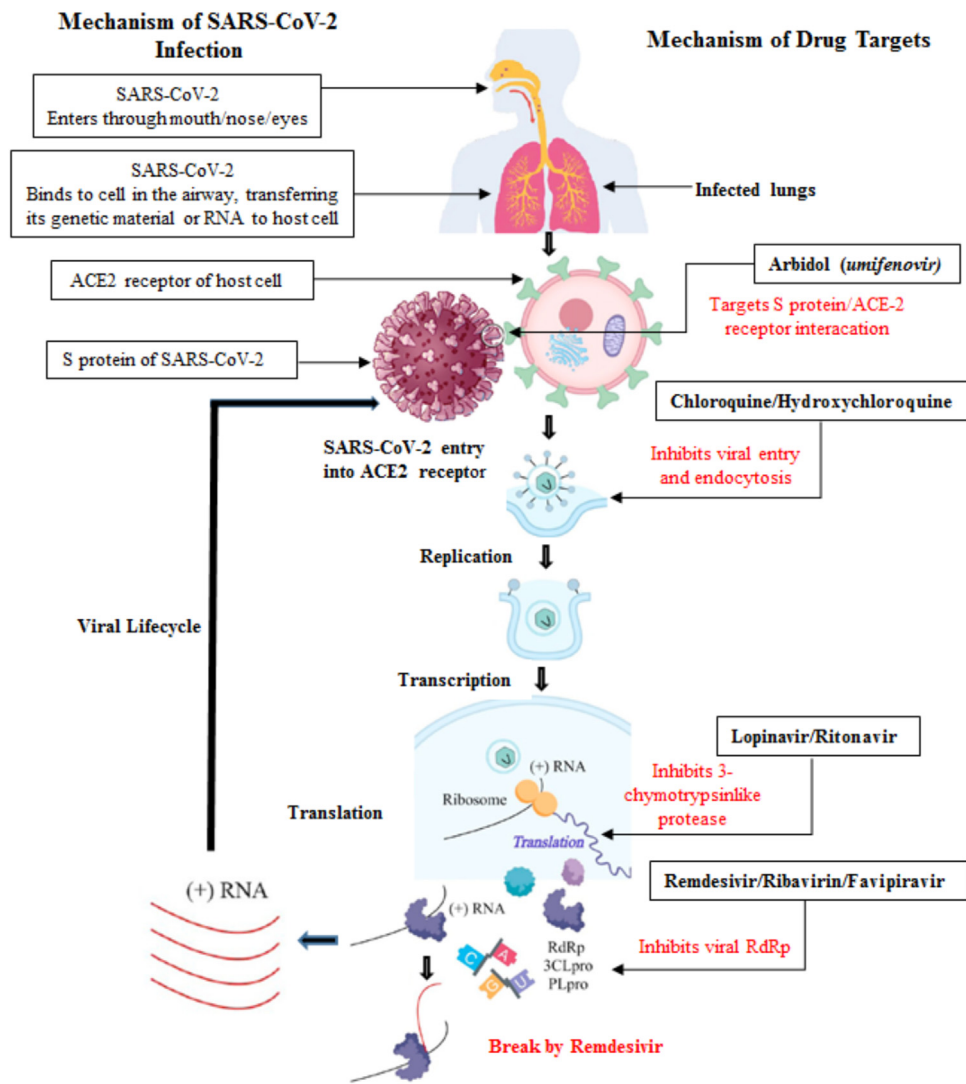 Mechanism of SARS-CoV-2
Infection
Mechanism of Drug Targets
SARS-CoV-2
Enters through mouth/nose/eyes
SARS-CoV-2
Binds to cell in the airway, transferring
its genetic material or RNA to host cell
Infected lungs
ACE2 receptor of host cell
Arbidol (umifenovir)
Targets S protein/ACE-2
receptor interacation
S protein of SARS-CoV-2
Chloroquine/Hydroxychloroquine
SARS-CoV-2 entry
into ACE2 receptor
Inhibits viral entry
and endocytosis
Replication
Viral Lifecycle
Transcription
Lopinavir/Ritonavir
(+) RNA
Ribosome
Inhibits 3-
chymotrypsinlike
protease
Translation
Translation
Remdesivir/Ribavirin/Favipiravir
(+) RNA
(+) RNA
RdRp
3CLpro
PLpro
Inhibits viral RdRp
C A
G U
Break by Remdesivir